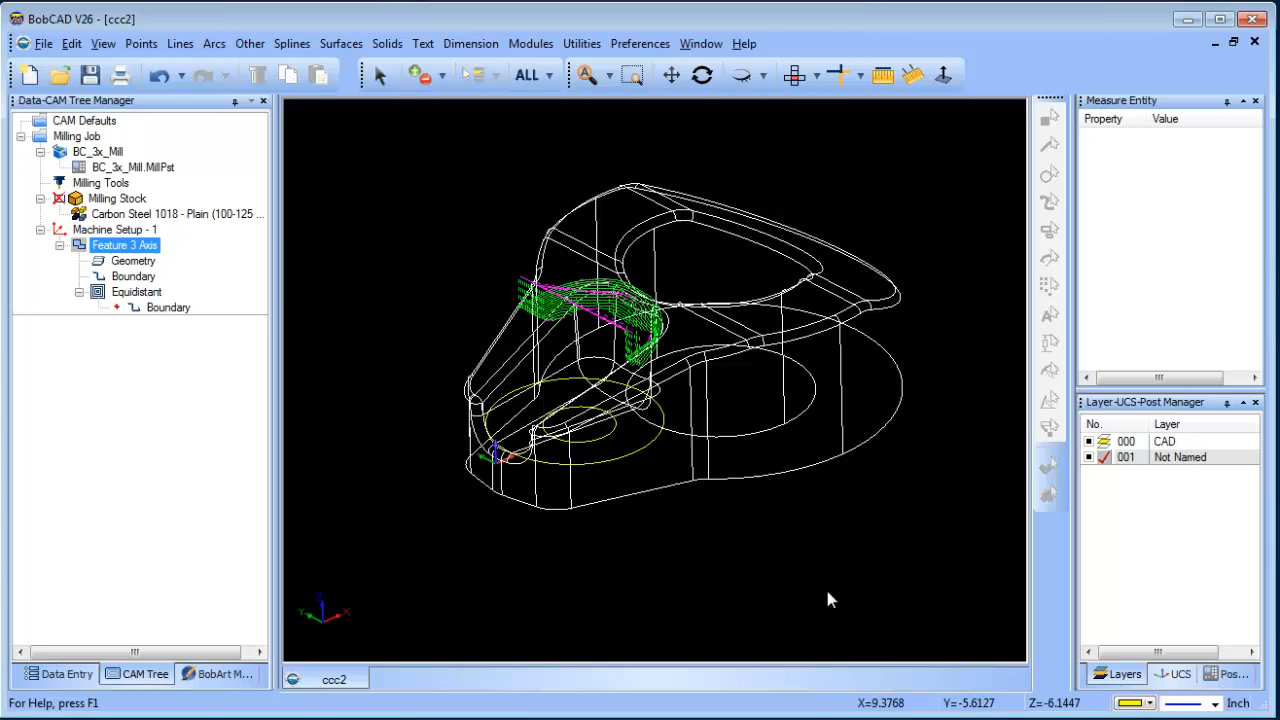 BobCAD V26 - [ccc2]
File Edit View Points Lines Arcs Other Splines Surfaces Solids Text Dimension Modules Utilities Preferences Window Help
ALL
Data-CAM Tree Manager
CAM Defaults
Milling Job
BC_3x_Mill
BC_3x_Mill.MillPst
Milling Tools
Milling Stock
Carbon Steel 1018 - Plain (100-125 ...
Machine Setup - 1
Feature 3 Axis
Geometry
Boundary
Equidistant
Boundary
Data Entry CAM Tree BobArt M...
Z
Y X
ccc2
A
Measure Entity
Property Value
Layer-UCS-Post Manager
No. Layer
000 CAD
001 Not Named
Layers UCS Pos...
For Help, press F1
X=9.3768 Y=-5.6127 Z=-6.1447 Inch